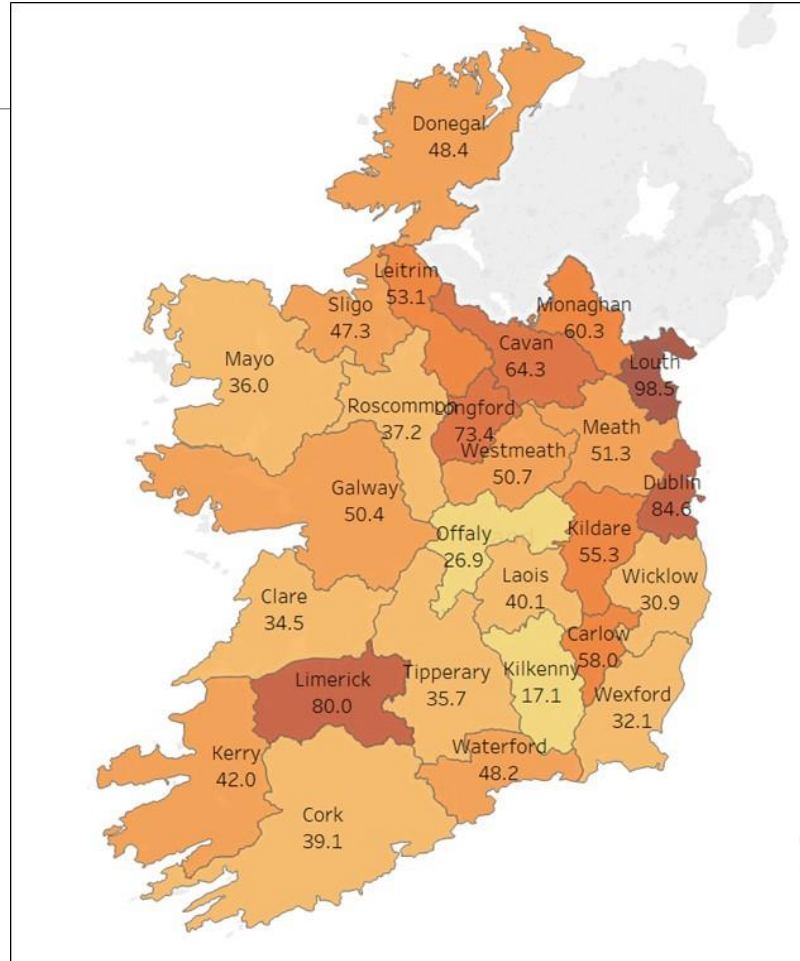 Donegal
48.4
Leitrim
53.1
Sligo
47.3
Monaghan
60.3
Cavan
64.3
Mayo
36.0
Louth
98.5
Roscommon
37.2
Longford
73.4
Meath
51.3
Westmeath
50.7
Dublin
84.6
Galway
50.4
Offaly
26.9
Kildare
55.3
Laois
40.1
Wicklow
30.9
Clare
34.5
Carlow
58.0
Limerick
80.0
Tipperary
35.7
Kilkenny
17.1
Wexford
32.1
Kerry
42.0
Waterford
48.2
Cork
39.1